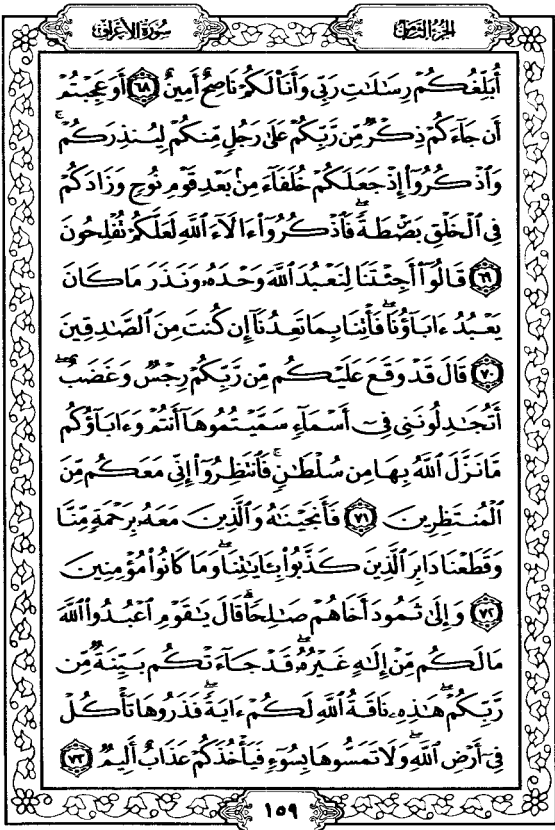 الجزء الثامن
سورة الأعراف
أُبَلِّغُكُمْ رِسَٰلَٰتِ رَبِّي وَأَنَا۠ لَكُمْ نَاصِحٌ أَمِينٌ ٦٨ أَوَعَجِبْتُمْ
أَن جَآءَكُمْ ذِكْرٌ مِّن رَّبِّكُمْ عَلَىٰ رَجُلٍ مِّنكُمْ لِيُنذِرَكُمْ ۚ
وَٱذْكُرُوٓا۟ إِذْ جَعَلَكُمْ خُلَفَآءَ مِنۢ بَعْدِ قَوْمِ نُوحٍ وَزَادَكُمْ
فِي ٱلْخَلْقِ بَصْۜطَةً ۖ فَٱذْكُرُوٓا۟ ءَالَآءَ ٱللَّهِ لَعَلَّكُمْ تُفْلِحُونَ
٦٩ قَالُوٓا۟ أَجِئْتَنَا لِنَعْبُدَ ٱللَّهَ وَحْدَهُۥ وَنَذَرَ مَا كَانَ
يَعْبُدُ ءَابَآؤُنَا ۖ فَأْتِنَا بِمَا تَعِدُنَآ إِن كُنتَ مِنَ ٱلصَّٰدِقِينَ
٧٠ قَالَ قَدْ وَقَعَ عَلَيْكُم مِّن رَّبِّكُمْ رِجْسٌ وَغَضَبٌ ۖ
أَتُجَٰدِلُونَنِي فِيٓ أَسْمَآءٍ سَمَّيْتُمُوهَآ أَنتُمْ وَءَابَآؤُكُم
مَّا نَزَّلَ ٱللَّهُ بِهَا مِن سُلْطَٰنٍ ۚ فَٱنتَظِرُوٓا۟ إِنِّي مَعَكُم مِّنَ
ٱلْمُنتَظِرِينَ ٧١ فَأَنجَيْنَٰهُ وَٱلَّذِينَ مَعَهُۥ بِرَحْمَةٍ مِّنَّا
وَقَطَعْنَا دَابِرَ ٱلَّذِينَ كَذَّبُوا۟ بِـَٔايَٰتِنَا ۖ وَمَا كَانُوا۟ مُؤْمِنِينَ
٧٢ وَإِلَىٰ ثَمُودَ أَخَاهُمْ صَٰلِحًا ۗ قَالَ يَٰقَوْمِ ٱعْبُدُوا۟ ٱللَّهَ
مَا لَكُم مِّنْ إِلَٰهٍ غَيْرُهُۥ ۖ قَدْ جَآءَتْكُم بَيِّنَةٌ مِّن
رَّبِّكُمْ ۖ هَٰذِهِۦ نَاقَةُ ٱللَّهِ لَكُمْ ءَايَةً ۖ فَذَرُوهَا تَأْكُلْ
فِيٓ أَرْضِ ٱللَّهِ ۖ وَلَا تَمَسُّوهَا بِسُوٓءٍ فَيَأْخُذَكُمْ عَذَابٌ أَلِيمٌ ٧٣
١٥٩